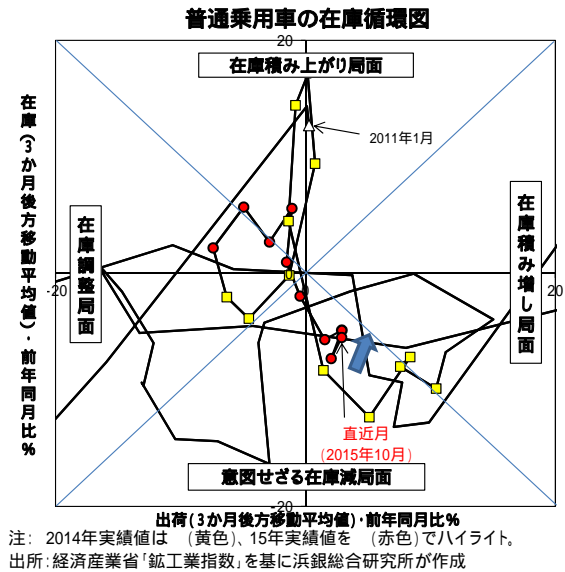 普通乗用車の在庫循環図
20
在庫積み上がり局面
2011年1月
在庫(3か月後方移動平均値)・前年同月比%
在庫調整局面
在庫積み増し局面
-20
0
20
直近月
(2015年10月)
意図せざる在庫減局面
-20
出荷(3か月後方移動平均値)・前年同月比%
注: 2014年実績値は (黄色)、15年実績値を (赤色)でハイライト。
出所:経済産業省「鉱工業指数」を基に浜銀総合研究所が作成